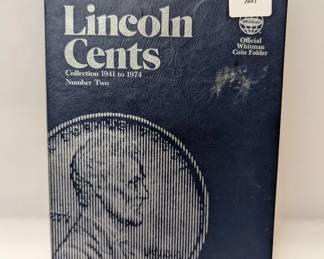 Lincoln
Cents
Collection 1941 to 1974
Number Two
Official
Whitman
Coin Folder